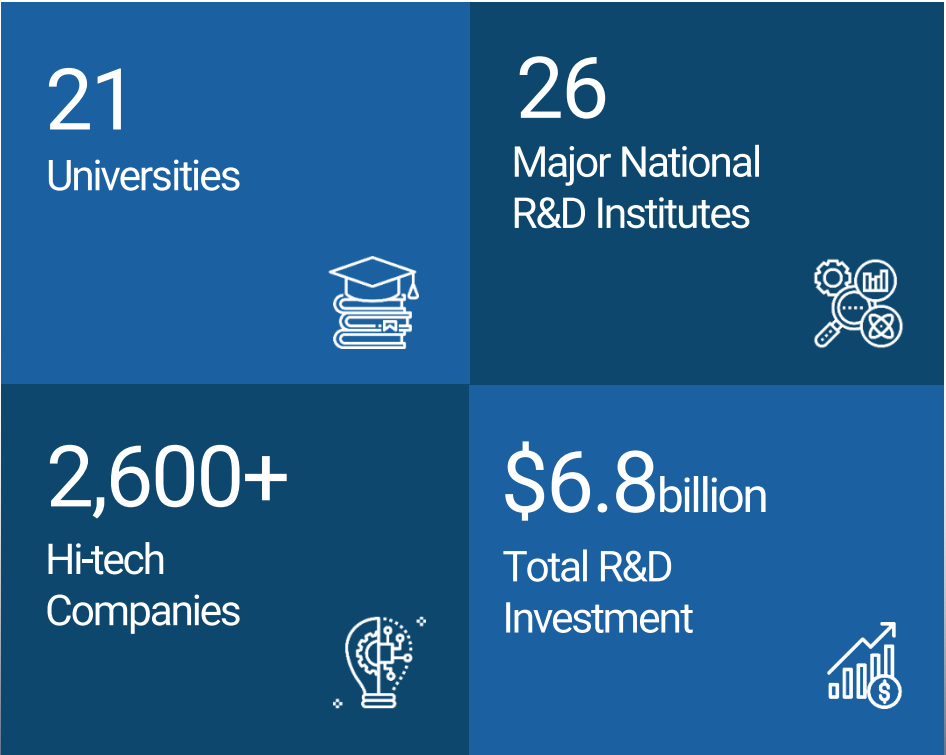 21
Universities
26
Major National
R&D Institutes
2,600+
Hi-tech
Companies
$6.8billion
Total R&D
Investment
$